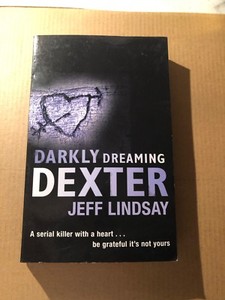 DARKLY DREAMING
DEXTER
JEFF LINDSAY
A serial killer with a heart . . .
be grateful it's not yours